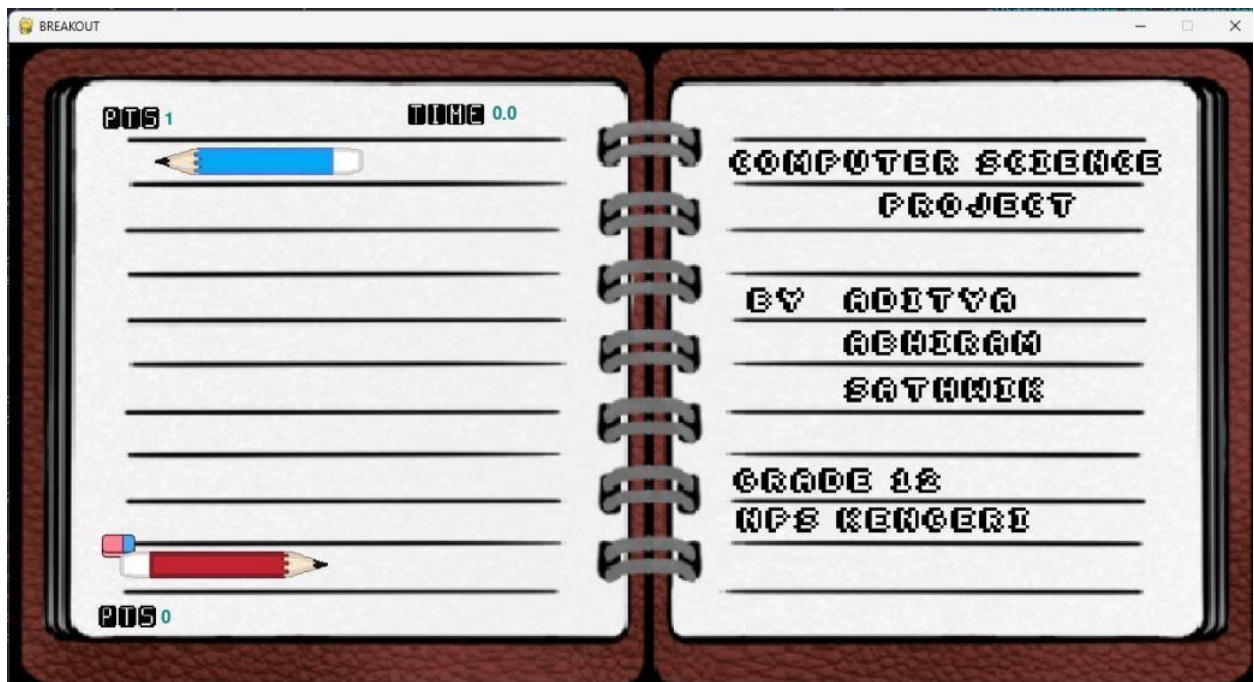 BREAKOUT
PTS 1
TIME 0.0
PTS 0
COMPUTER SCIENCE
PROJECT
BY ADITYA
ABHIRAM
SATHWIK
GRADE 12
NPS KENGERI